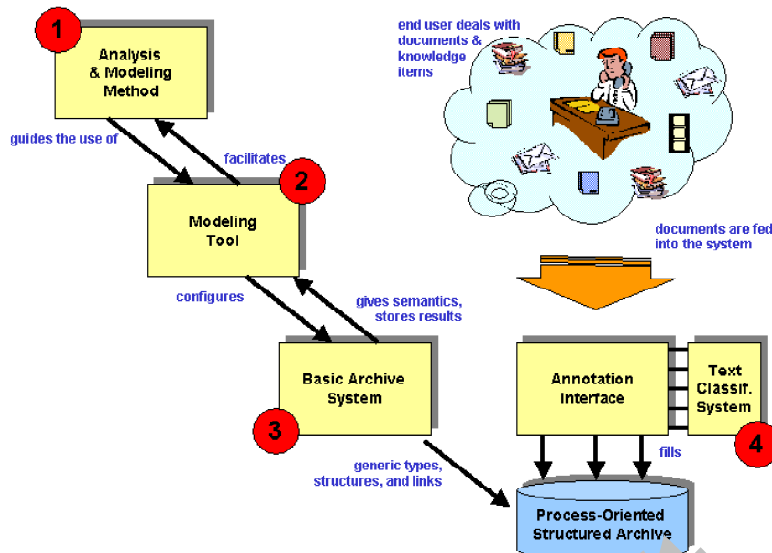 1
Analysis
& Modeling
Method
end user deals with
documents &
knowledge
items
guides the use of
facilitates
2
Modeling
Tool
documents are fed
into the system
configures
gives semantics,
stores results
Basic Archive
System
3
Annotation
Interface
Text
Classif.
System
4
generic types,
structures, and links
fills
Process-Oriented
Structured Archive